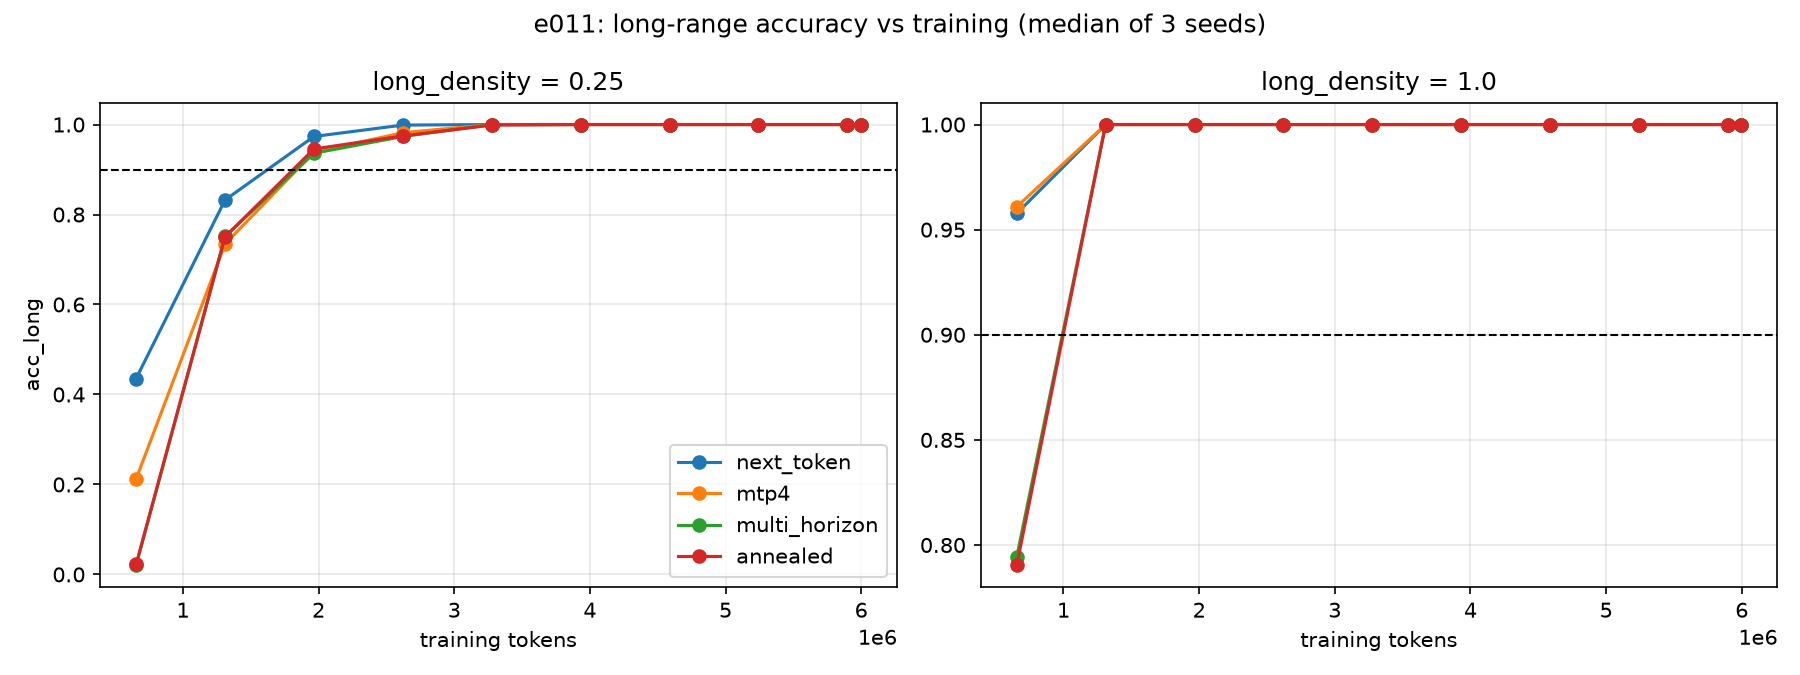 e011: long-range accuracy vs training (median of 3 seeds)
long_density = 0.25
acc_long
1.0
0.8
0.6
0.4
0.2
0.0
next_token
mtp4
multi_horizon
annealed
1 2 3 4 5 6
1e6
training tokens
long_density = 1.0
1.00
0.95
0.90
0.85
0.80
1 2 3 4 5 6
1e6
training tokens